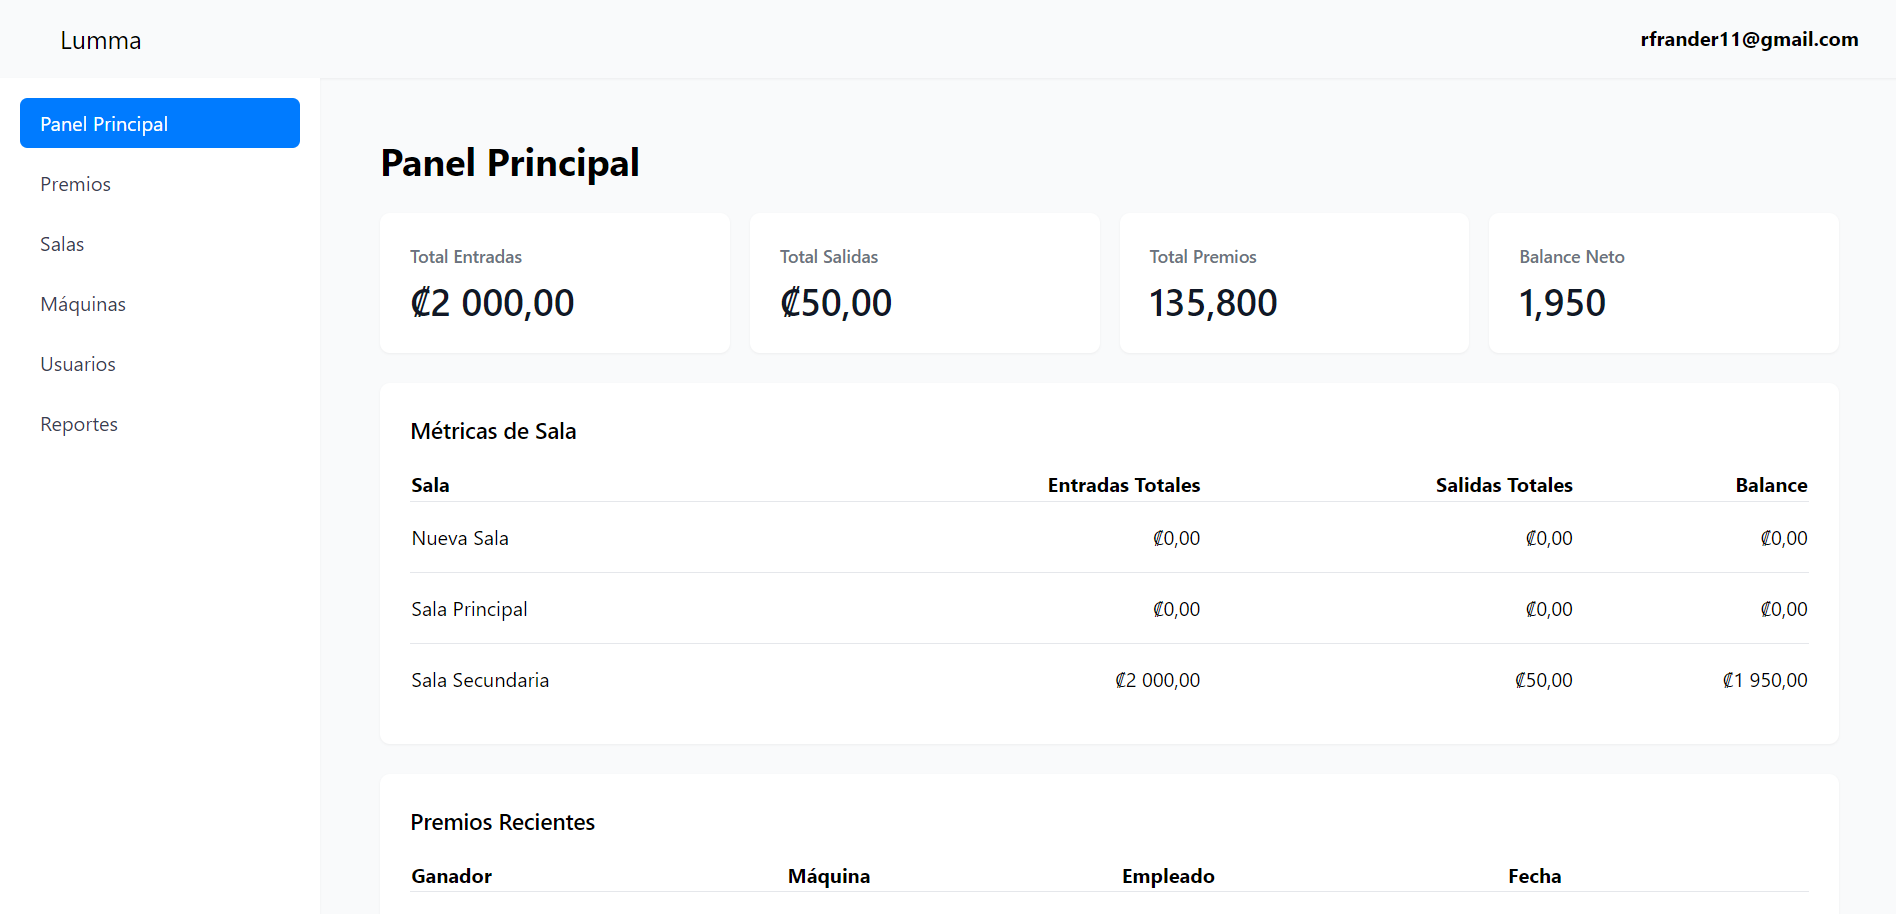 Lumma
rfrander11@gmail.com
Panel Principal
Premios
Salas
Máquinas
Usuarios
Reportes
Panel Principal
Total Entradas
₡2 000,00
Total Salidas
₡50,00
Total Premios
135,800
Balance Neto
1,950
Métricas de Sala
Sala Entradas Totales Salidas Totales Balance
Nueva Sala ₡0,00 ₡0,00 ₡0,00
Sala Principal ₡0,00 ₡0,00 ₡0,00
Sala Secundaria ₡2 000,00 ₡50,00 ₡1 950,00
Premios Recientes
Ganador Máquina Empleado Fecha